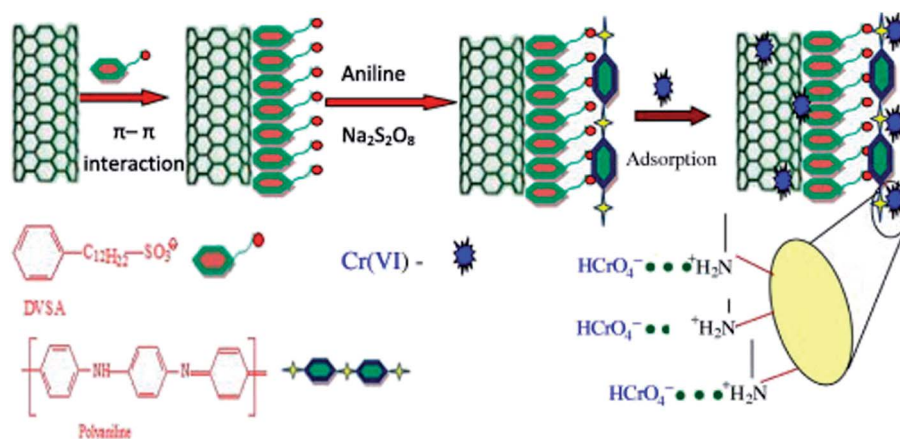 π– π
interaction
Aniline
Na₂S₂O₈
Adsorption
C₁₂H₂₅ SO₃⊖
DVSA
Cr(VI) -
HCrO₄⁻ ⁺H₂N
HCrO₄⁻ ⁺H₂N
HCrO₄⁻ ⁺H₂N
NH N
Polyaniline